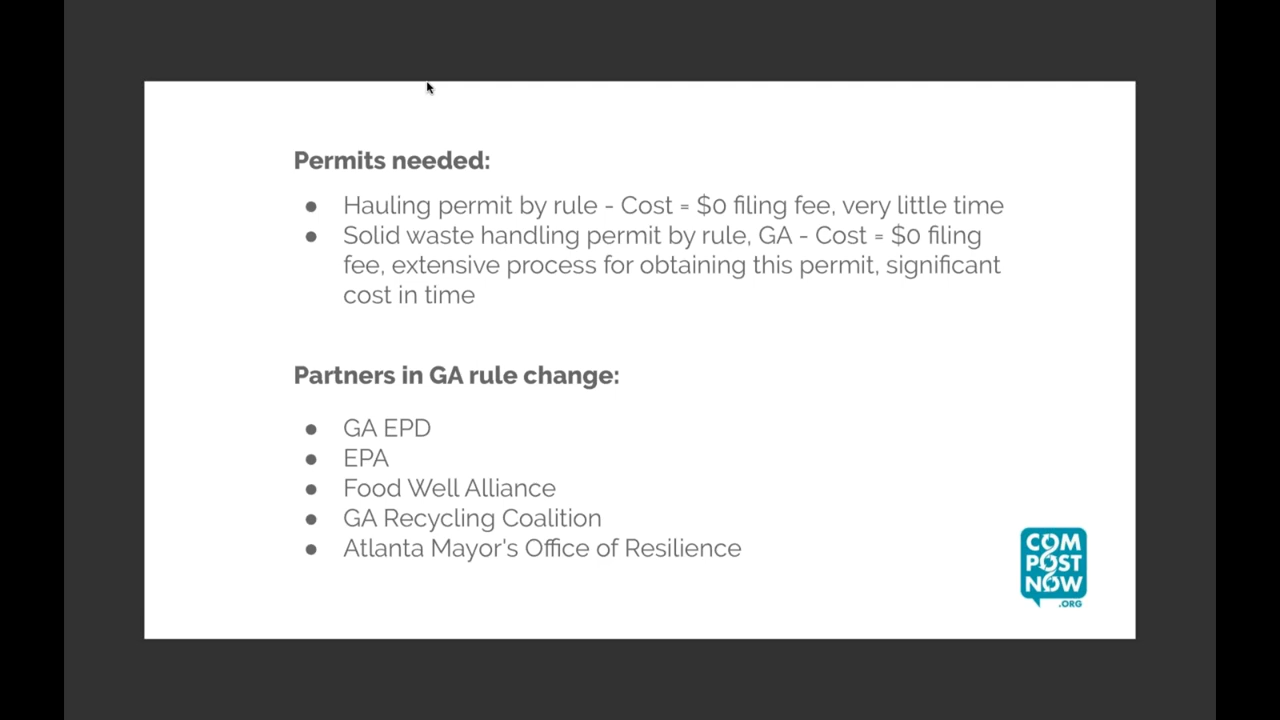 Permits needed:
● Hauling permit by rule - Cost = $0 filing fee, very little time
● Solid waste handling permit by rule, GA - Cost = $0 filing
fee, extensive process for obtaining this permit, significant
cost in time
Partners in GA rule change:
● GA EPD
● EPA
● Food Well Alliance
● GA Recycling Coalition
● Atlanta Mayor's Office of Resilience
COM
POST
NOW
.ORG